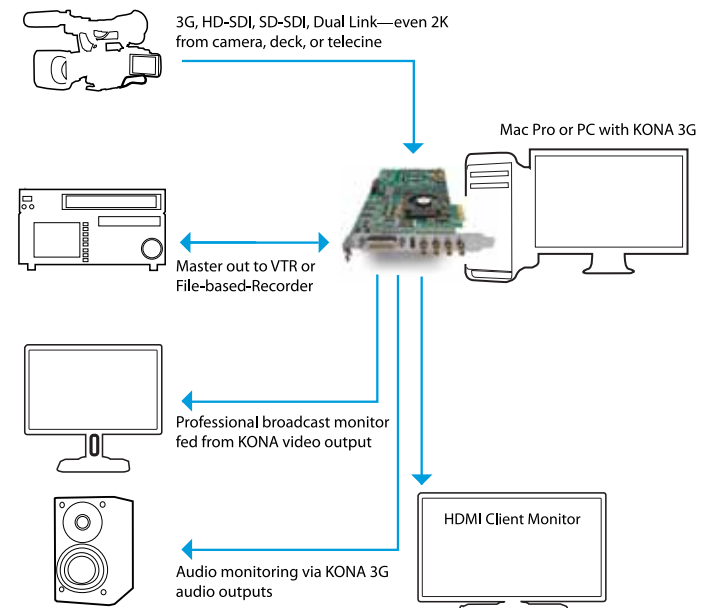 3G, HD-SDI, SD-SDI, Dual Link—even 2K
from camera, deck, or telecine
Mac Pro or PC with KONA 3G
Master out to VTR or
File-based-Recorder
Professional broadcast monitor
fed from KONA video output
HDMI Client Monitor
Audio monitoring via KONA 3G
audio outputs